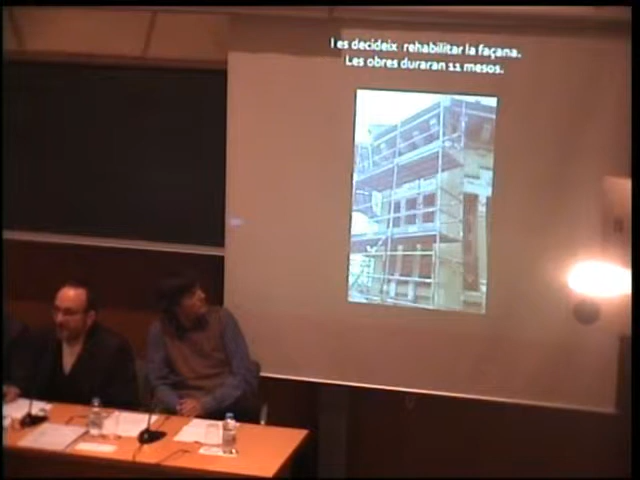 I es decideix rehabilitar la façana.
Les obres duraran 11 mesos.